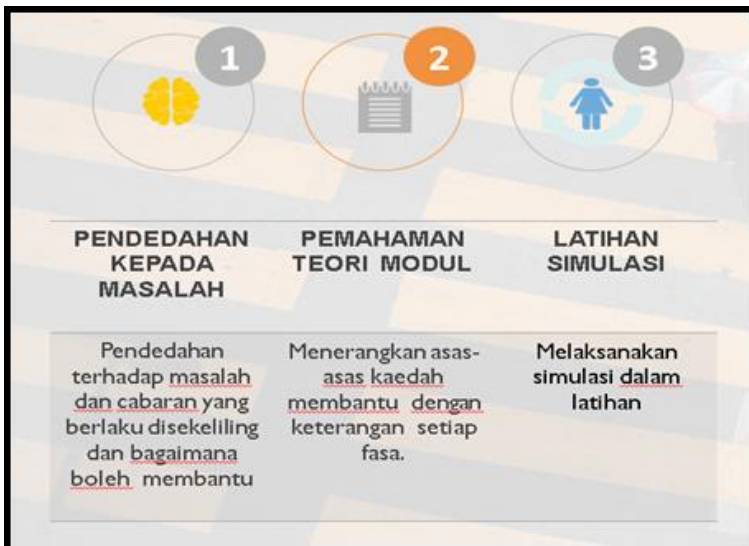 1
2
3
PENDEDAHAN
KEPADA
MASALAH
PEMAHAMAN
TEORI MODUL
LATIHAN
SIMULASI
Pendedahan
terhadap masalah
dan cabaran yang
berlaku disekeliling
dan bagaimana
boleh membantu
Menerangkan asas-
asas kaedah
membantu dengan
keterangan setiap
fasa.
Melaksanakan
simulasi dalam
latihan